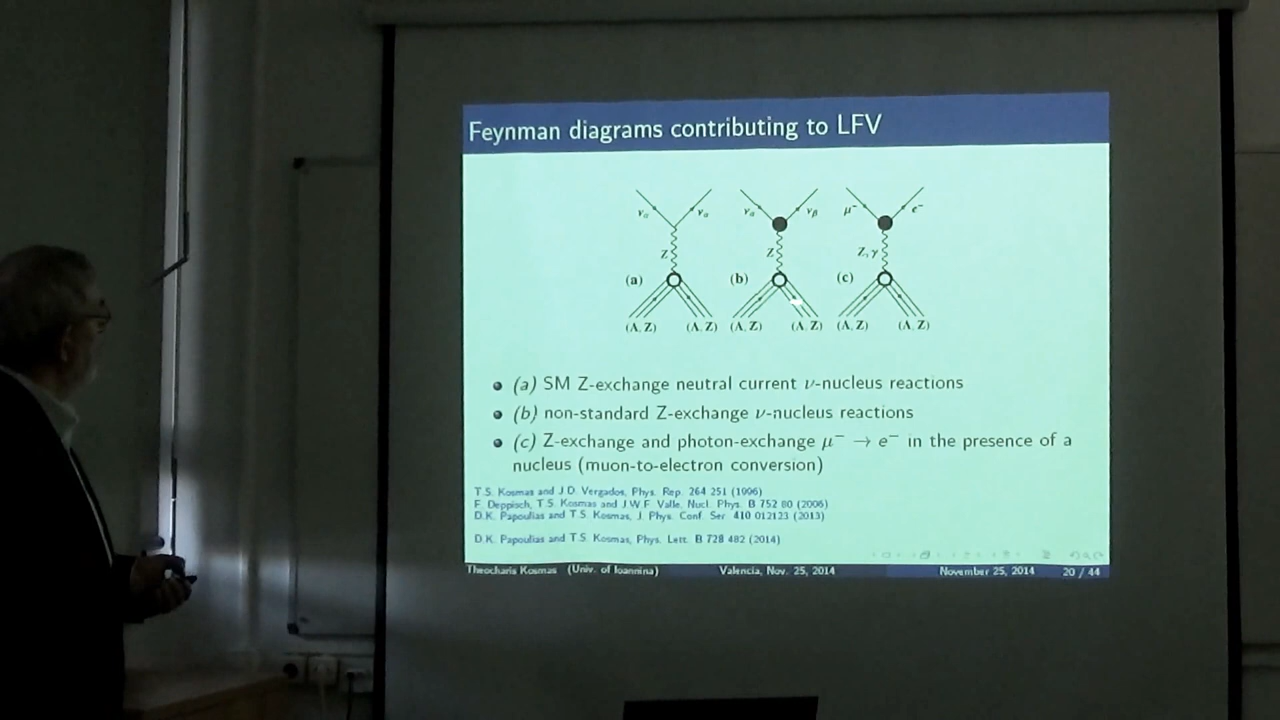 Feynman diagrams contributing to LFV
να να να νβ μ⁻ e⁻
Z Z Z, γ
(a) (b) (c)
(A, Z) (A, Z) (A, Z) (A, Z) (A, Z) (A, Z)
(a) SM Z-exchange neutral current ν-nucleus reactions
(b) non-standard Z-exchange ν-nucleus reactions
(c) Z-exchange and photon-exchange μ⁻ → e⁻ in the presence of a
nucleus (muon-to-electron conversion)
T.S. Kosmas and J.D. Vergados, Phys. Rep. 264 251 (1996)
F. Deppisch, T.S. Kosmas and J.W.F. Valle, Nucl. Phys. B 752 80 (2006)
D.K. Papoulias and T.S. Kosmas, J. Phys. Conf. Ser. 410 012123 (2013)
D.K. Papoulias and T.S. Kosmas, Phys. Lett. B 728 482 (2014)
Theocharis Kosmas (Univ. of Ioannina) Valencia, Nov. 25, 2014 November 25, 2014 20 / 44